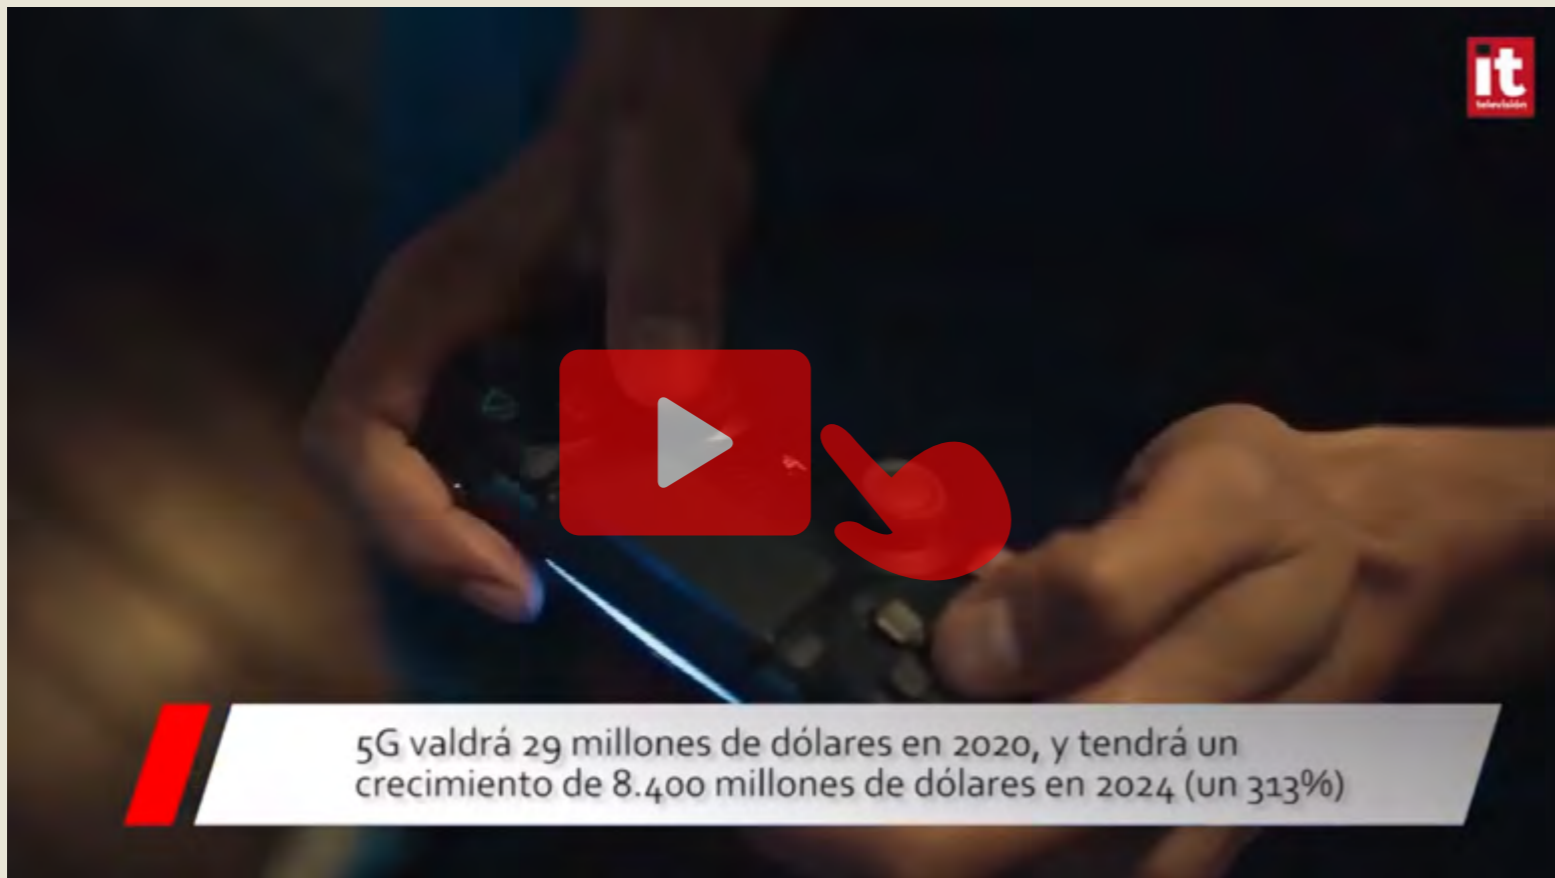 it
televisión
5G valdrá 29 millones de dólares en 2020, y tendrá un
crecimiento de 8.400 millones de dólares en 2024 (un 313%)